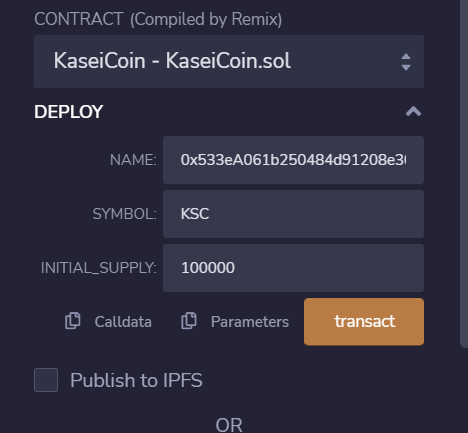 CONTRACT (Compiled by Remix)
KaseiCoin - KaseiCoin.sol
DEPLOY
NAME: 0x533eA061b250484d91208e3(
SYMBOL: KSC
INITIAL_SUPPLY: 100000
Calldata Parameters transact
Publish to IPFS
OR